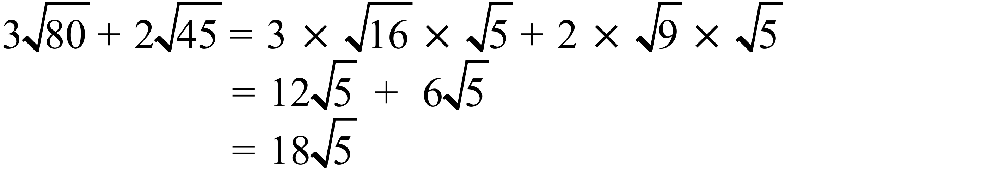 3√80 + 2√45 = 3 × √16 × √5 + 2 × √9 × √5
= 12√5 + 6√5
= 18√5